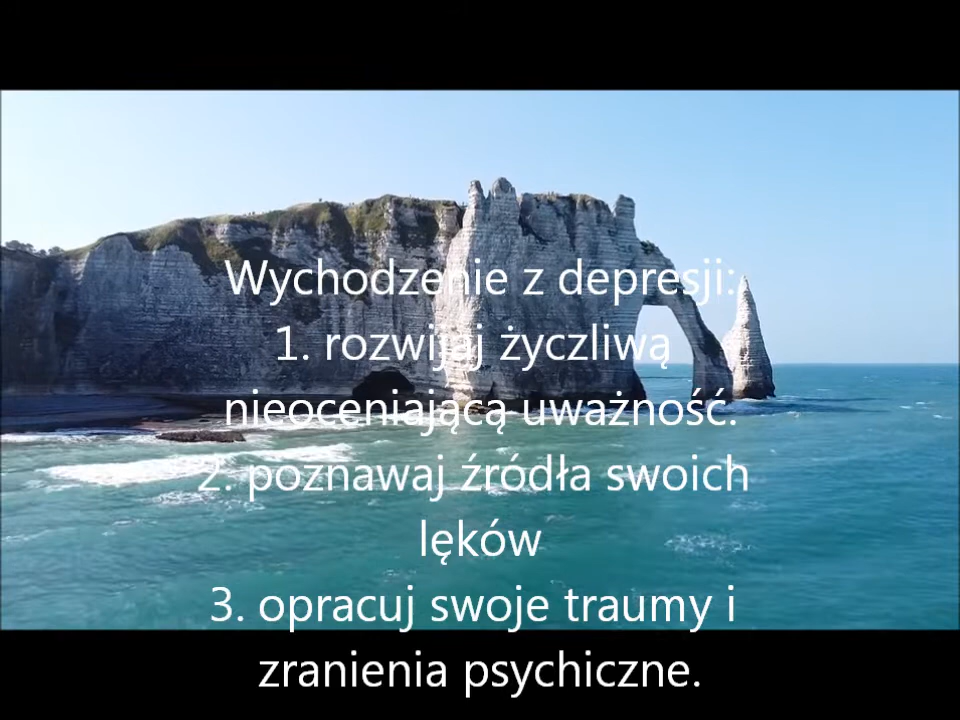 Wychodzenie z depresji:
1. rozwijaj życzliwą
nieoceniającą uważność.
2. poznawaj źródła swoich
lęków
3. opracuj swoje traumy i
zranienia psychiczne.